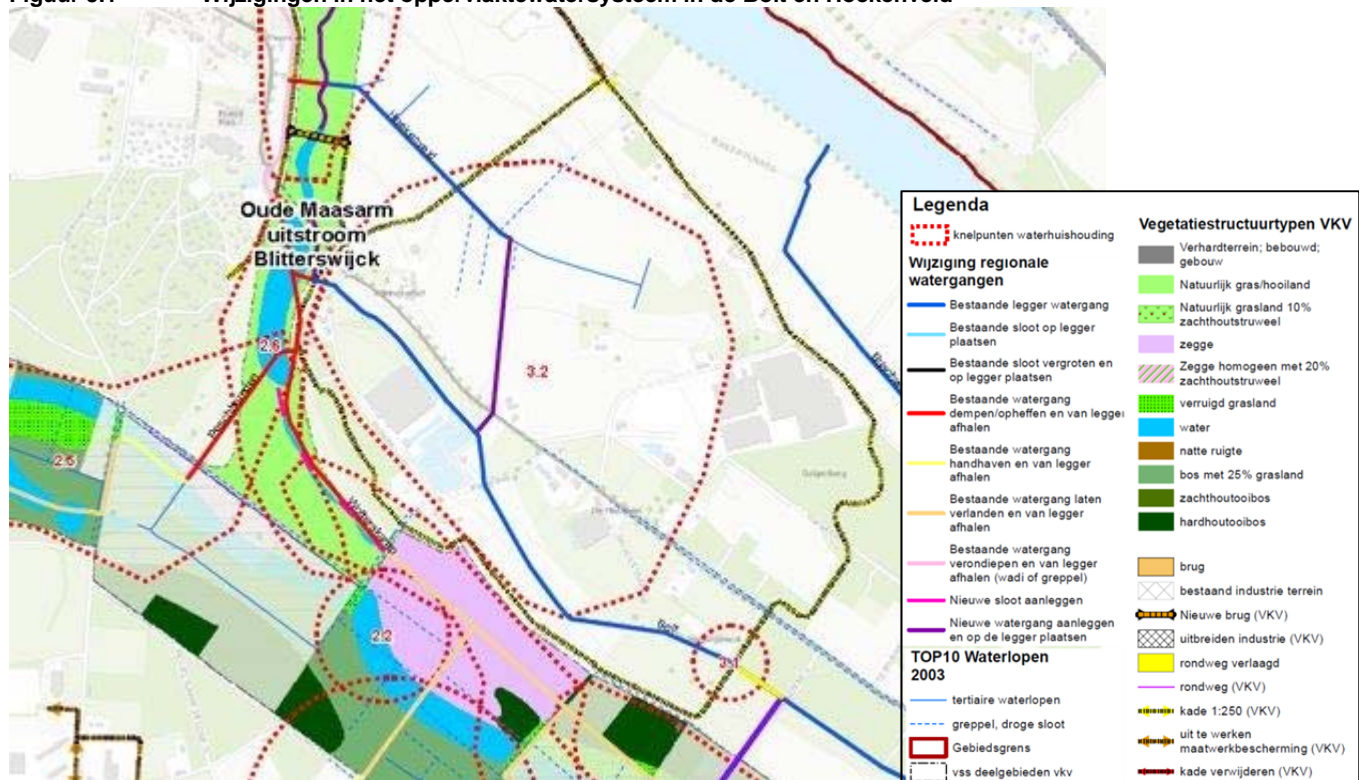 Oude Maasarm
uitstroom
Blitterswijck
2.6
3.2
2.5
2.2
3.1
Legenda
knelpunten waterhuishouding
Wijziging regionale
watergangen
Bestaande legger watergang
Bestaande sloot op legger
plaatsen
Bestaande sloot vergroten en
op legger plaatsen
Bestaande watergang
dempen/opheffen en van legger
afhalen
Bestaande watergang
handhaven en van legger
afhalen
Bestaande watergang laten
verlanden en van legger
afhalen
Bestaande watergang
verondiepen en van legger
afhalen (wadi of greppel)
Nieuwe sloot aanleggen
Nieuwe watergang aanleggen
en op de legger plaatsen
TOP10 Waterlopen
2003
tertiaire waterlopen
greppel, droge sloot
Gebiedsgrens
vss deelgebieden vkv
Vegetatiestructuurtypen VKV
Verhardterrein; bebouwd;
gebouw
Natuurlijk gras/hooiland
Natuurlijk grasland 10%
zachthoutstruweel
zegge
Zegge homogeen met 20%
zachthoutstruweel
verruigd grasland
water
natte ruigte
bos met 25% grasland
zachthoutooibos
hardhoutooibos
brug
bestaand industrie terrein
Nieuwe brug (VKV)
uitbreiden industrie (VKV)
rondweg verlaagd
rondweg (VKV)
kade 1:250 (VKV)
uit te werken
maatwerkbescherming (VKV)
kade verwijderen (VKV)